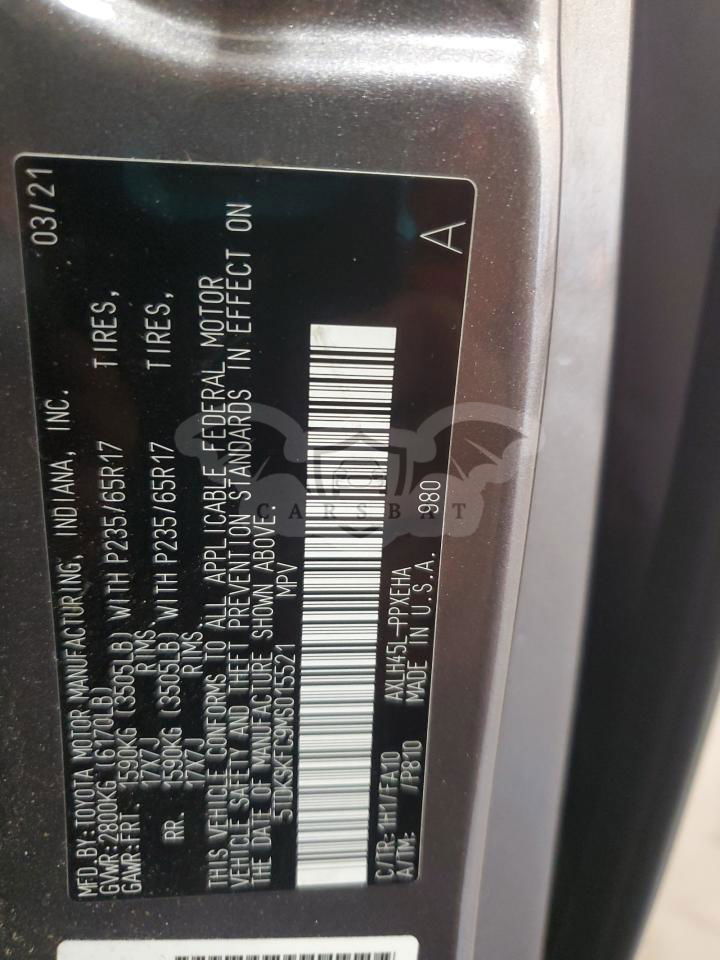 MFD.BY:TOYOTA MOTOR MANUFACTURING, INDIANA, INC. 03/21
GVWR:2800KG (6170LB)
GAWR:FRT 1590KG (3505LB) WITH P235/65R17 TIRES,
17X7J RIMS,
RR. 1590KG (3505LB) WITH P235/65R17 TIRES,
17X7J RIMS
THIS VEHICLE CONFORMS TO ALL APPLICABLE FEDERAL MOTOR
VEHICLE SAFETY AND THEFT PREVENTION STANDARDS IN EFFECT ON
THE DATE OF MANUFACTURE SHOWN ABOVE.
5TDKSKFC9MS015521 MPV
CARSBAT
C/TR:1H1/FA10 AXLH45L-PPXEHA A
A/TM: /P810 MADE IN U.S.A. 980